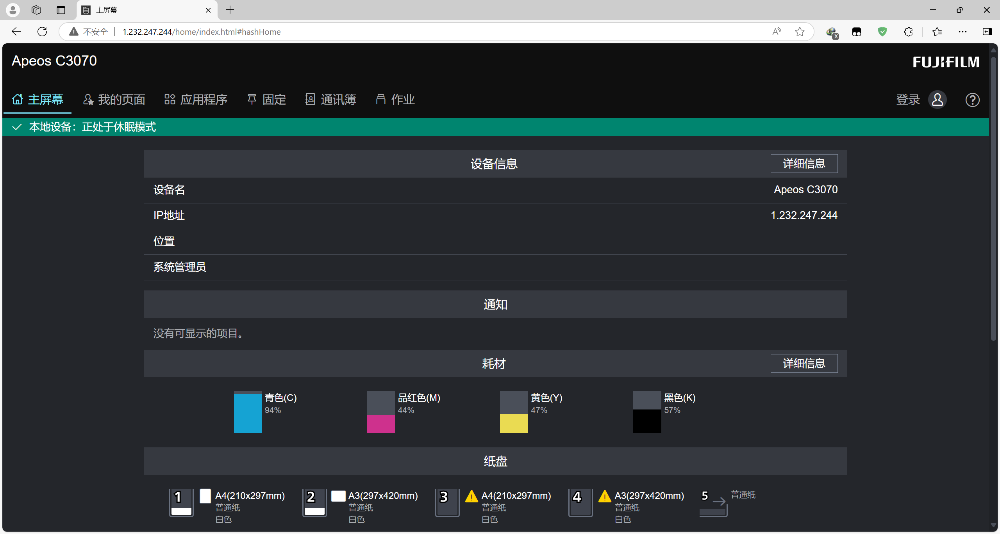 主屏幕
不安全 1.232.247.244/home/index.html#hashHome
Apeos C3070
FUJIFILM
主屏幕 我的页面 应用程序 固定 通讯簿 作业 登录
本地设备：正处于休眠模式
设备信息 详细信息
设备名 Apeos C3070
IP地址 1.232.247.244
位置
系统管理员
通知
没有可显示的项目。
耗材 详细信息
青色(C) 品红色(M) 黄色(Y) 黑色(K)
94% 44% 47% 57%
纸盘
1 A4(210x297mm) 2 A3(297x420mm) 3 A4(210x297mm) 4 A3(297x420mm) 5 普通纸
普通纸 普通纸 普通纸 普通纸
白色 白色 白色 白色